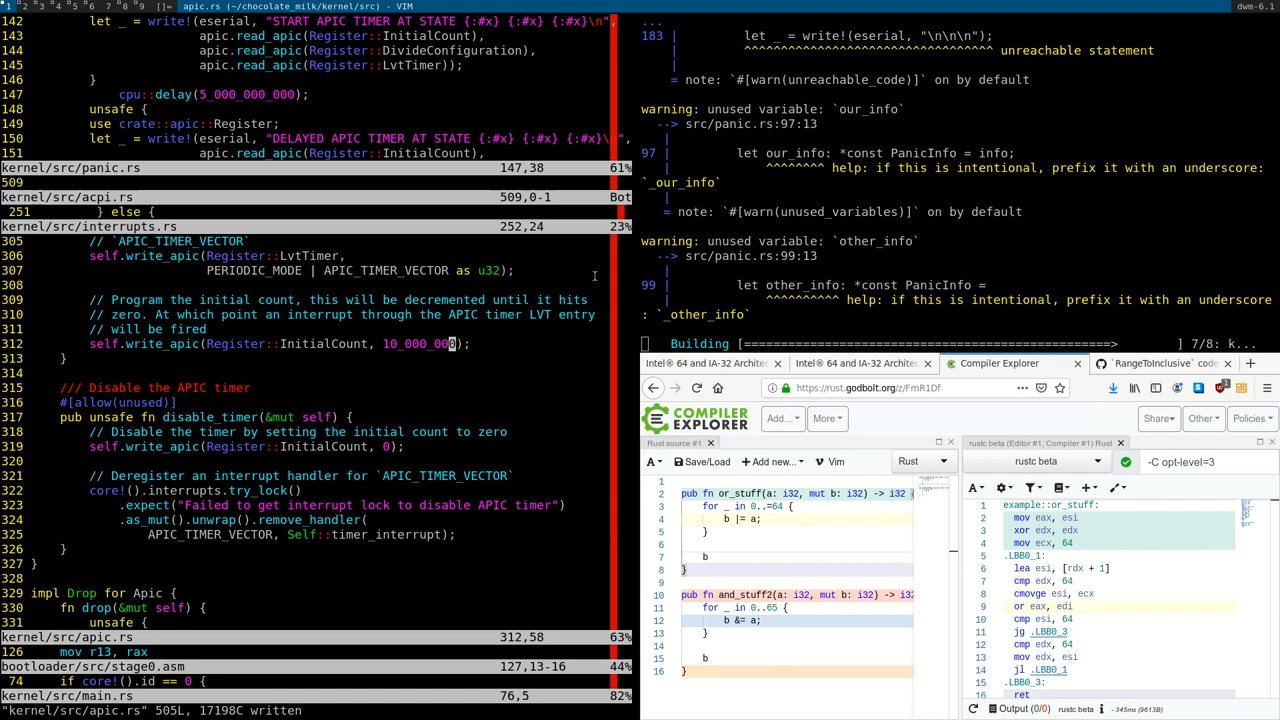 1 2 3 4 5 6 7 8 9 []= apic.rs (~/chocolate_milk/kernel/src) - VIM dwm-6.1
142 let _ = write!(eserial, "START APIC TIMER AT STATE {:#x} {:#x} {:#x}\n",
143 apic.read_apic(Register::InitialCount),
144 apic.read_apic(Register::DivideConfiguration),
145 apic.read_apic(Register::LvtTimer));
146 }
147 cpu::delay(5_000_000_000);
148 unsafe {
149 use crate::apic::Register;
150 let _ = write!(eserial, "DELAYED APIC TIMER AT STATE {:#x} {:#x} {:#x}\n",
151 apic.read_apic(Register::InitialCount),
kernel/src/panic.rs 147,38 61%
509
kernel/src/acpi.rs 509,0-1 Bot
251 } else {
kernel/src/interrupts.rs 252,24 23%
305 // `APIC_TIMER_VECTOR`
306 self.write_apic(Register::LvtTimer,
307 PERIODIC_MODE | APIC_TIMER_VECTOR as u32);
308
309 // Program the initial count, this will be decremented until it hits
310 // zero. At which point an interrupt through the APIC timer LVT entry
311 // will be fired
312 self.write_apic(Register::InitialCount, 10_000_000);
313 }
314
315 /// Disable the APIC timer
316 #[allow(unused)]
317 pub unsafe fn disable_timer(&mut self) {
318 // Disable the timer by setting the initial count to zero
319 self.write_apic(Register::InitialCount, 0);
320
321 // Deregister an interrupt handler for `APIC_TIMER_VECTOR`
322 core!().interrupts.try_lock()
323 .expect("Failed to get interrupt lock to disable APIC timer")
324 .as_mut().unwrap().remove_handler(
325 APIC_TIMER_VECTOR, Self::timer_interrupt);
326 }
327 }
328
329 impl Drop for Apic {
330 fn drop(&mut self) {
331 unsafe {
kernel/src/apic.rs 312,58 63%
126 mov r13, rax
bootloader/src/stage0.asm 127,13-16 44%
74 if core!().id == 0 {
kernel/src/main.rs 76,5 82%
"kernel/src/apic.rs" 505L, 17198C written
...
183 | let _ = write!(eserial, "\n\n\n");
| ^^^^^^^^^^^^^^^^^^^^^^^^^^^^^^^^^^ unreachable statement
|
= note: `#[warn(unreachable_code)]` on by default
warning: unused variable: `our_info`
--> src/panic.rs:97:13
|
97 | let our_info: *const PanicInfo = info;
| ^^^^^^^^ help: if this is intentional, prefix it with an underscore:
`_our_info`
|
= note: `#[warn(unused_variables)]` on by default
warning: unused variable: `other_info`
--> src/panic.rs:99:13
|
99 | let other_info: *const PanicInfo =
| ^^^^^^^^^^ help: if this is intentional, prefix it with an underscore
: `_other_info`
Building [==================================================> ] 7/8: k...
Intel® 64 and IA-32 Architec Intel® 64 and IA-32 Architec Compiler Explorer `RangeToInclusive` codeg
https://rust.godbolt.org/z/FmR1Df
COMPILER EXPLORER Add... More Share Other Policies
Rust source #1
A Save/Load Add new... Vim Rust
1
2 pub fn or_stuff(a: i32, mut b: i32) -> i32 {
3 for _ in 0..=64 {
4 b |= a;
5 }
6
7 b
8 }
9
10 pub fn and_stuff2(a: i32, mut b: i32) -> i32
11 for _ in 0..65 {
12 b &= a;
13 }
14
15 b
16 }
rustc beta (Editor #1, Compiler #1) Rust
rustc beta -C opt-level=3
A
1 example::or_stuff:
2 mov eax, esi
3 xor edx, edx
4 mov ecx, 64
5 .LBB0_1:
6 lea esi, [rdx + 1]
7 cmp edx, 64
8 cmovge esi, ecx
9 or eax, edi
10 cmp esi, 64
11 jg .LBB0_3
12 cmp edx, 64
13 mov edx, esi
14 jl .LBB0_1
15 .LBB0_3:
16 ret
Output (0/0) rustc beta i - 345ms (9613B)